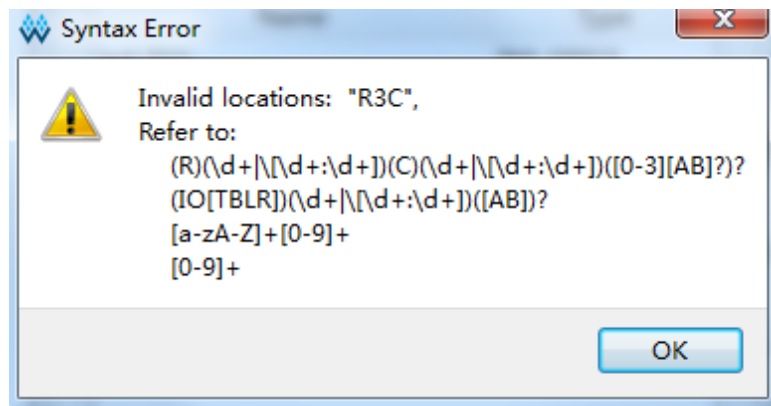 Syntax Error
Invalid locations: "R3C",
Refer to:
(R)(\d+|\[\d+:\d+])(C)(\d+|\[\d+:\d+])([0-3][AB]?)?
(IO[TBLR])(\d+|\[\d+:\d+])([AB])?
[a-zA-Z]+[0-9]+
[0-9]+
OK